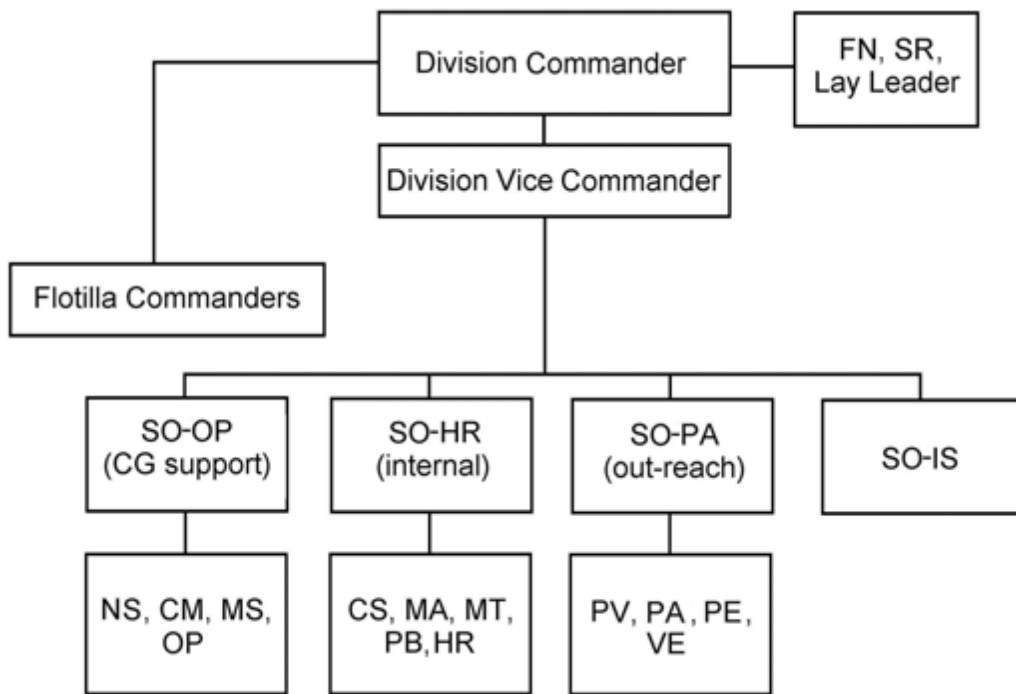 Division Commander
FN, SR,
Lay Leader
Division Vice Commander
Flotilla Commanders
SO-OP
(CG support)
SO-HR
(internal)
SO-PA
(out-reach)
SO-IS
NS, CM, MS,
OP
CS, MA, MT,
PB, HR
PV, PA, PE,
VE